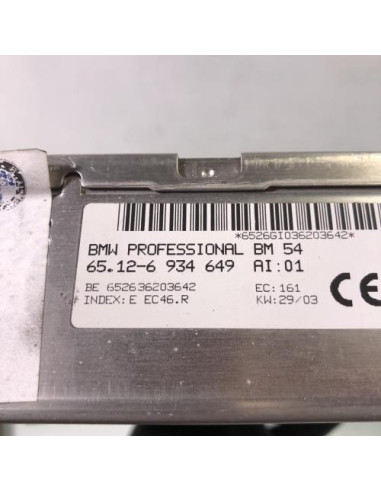 *6526GI036203642*
BMW PROFESSIONAL BM 54
65.12-6 934 649 AI:01
BE 652636203642 EC:161
INDEX:E EC46.R KW:29/03
CE